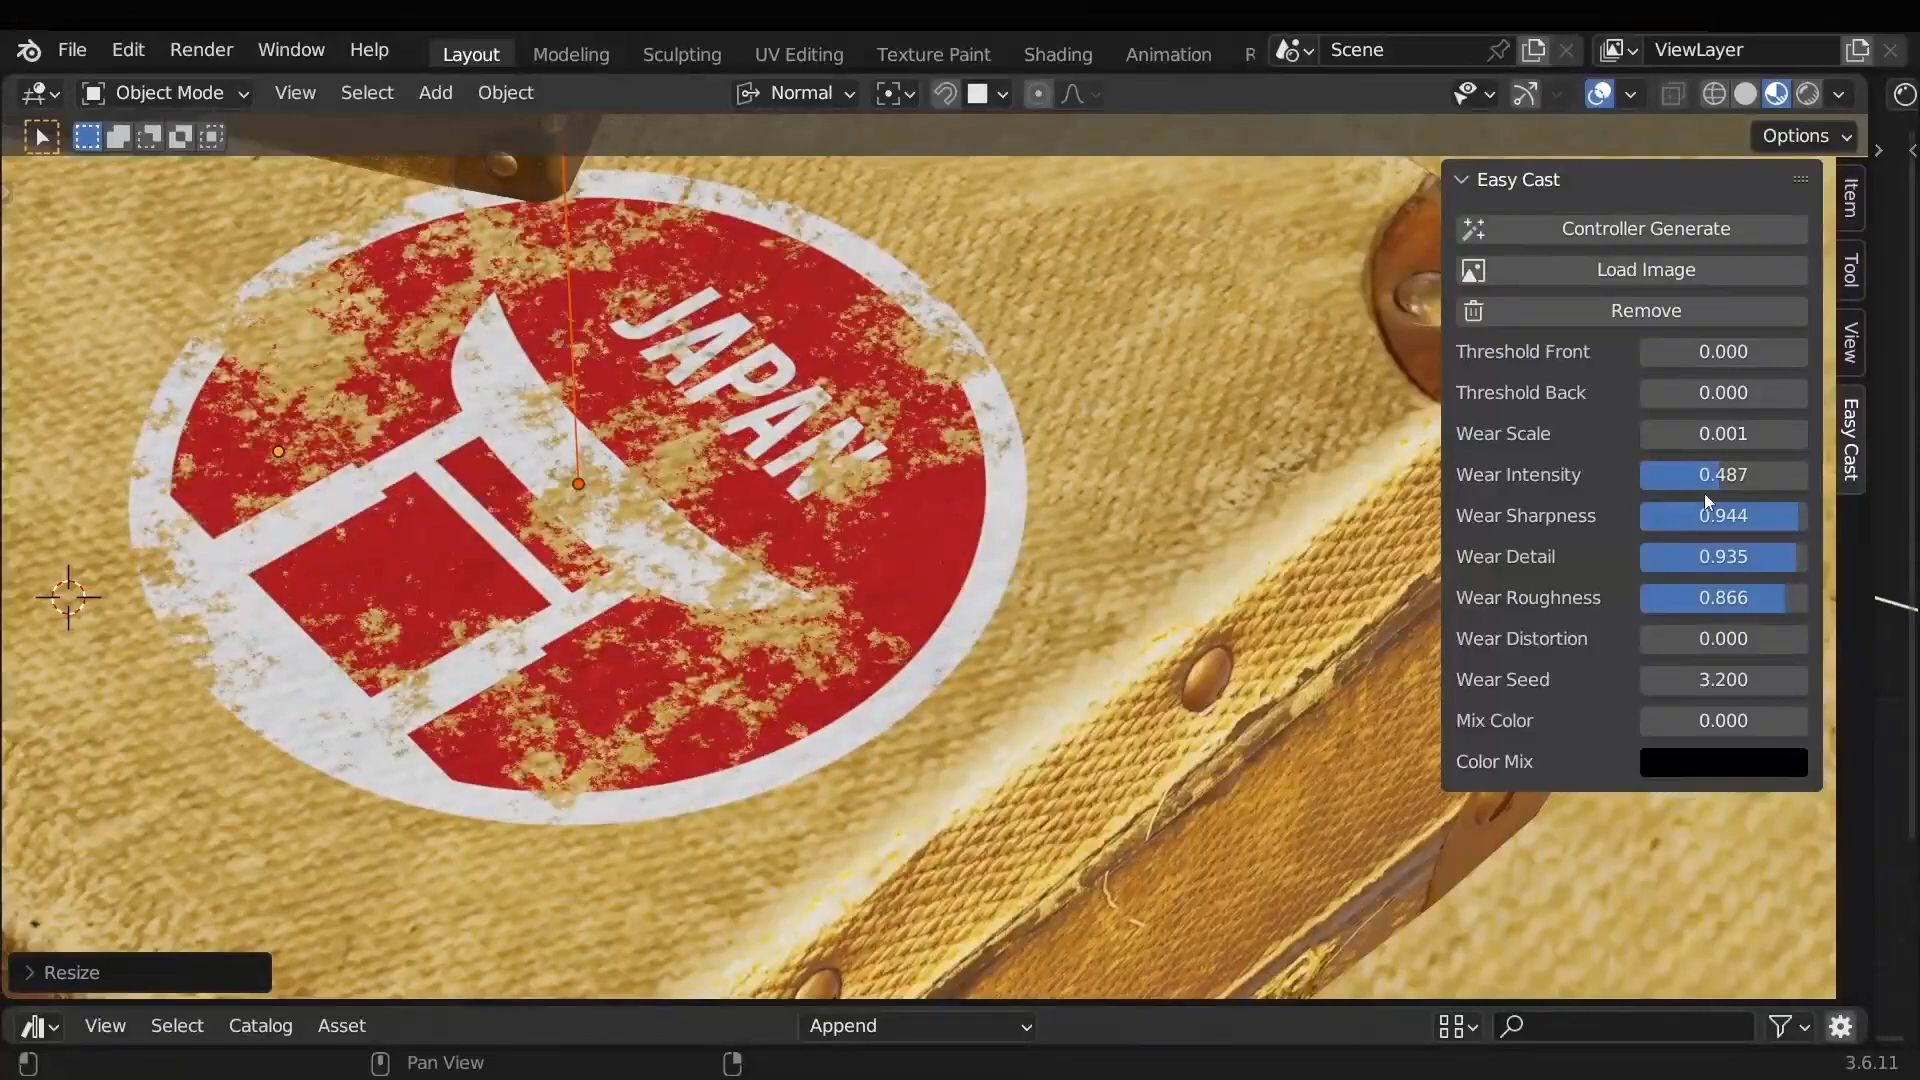 File Edit Render Window Help Layout Modeling Sculpting UV Editing Texture Paint Shading Animation R Scene ViewLayer
Object Mode View Select Add Object Normal
Options
Easy Cast
Controller Generate
Load Image
Remove
Threshold Front 0.000
Threshold Back 0.000
Wear Scale 0.001
Wear Intensity 0.487
Wear Sharpness 0.944
Wear Detail 0.935
Wear Roughness 0.866
Wear Distortion 0.000
Wear Seed 3.200
Mix Color 0.000
Color Mix
Item
Tool
View
Easy Cast
JAPAN
Resize
View Select Catalog Asset Append
Pan View 3.6.11